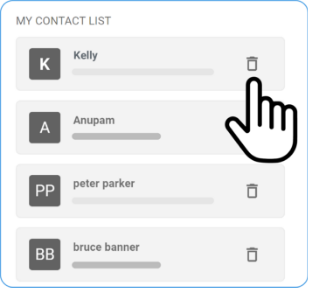 MY CONTACT LIST
K
Kelly
A
Anupam
PP
peter parker
BB
bruce banner